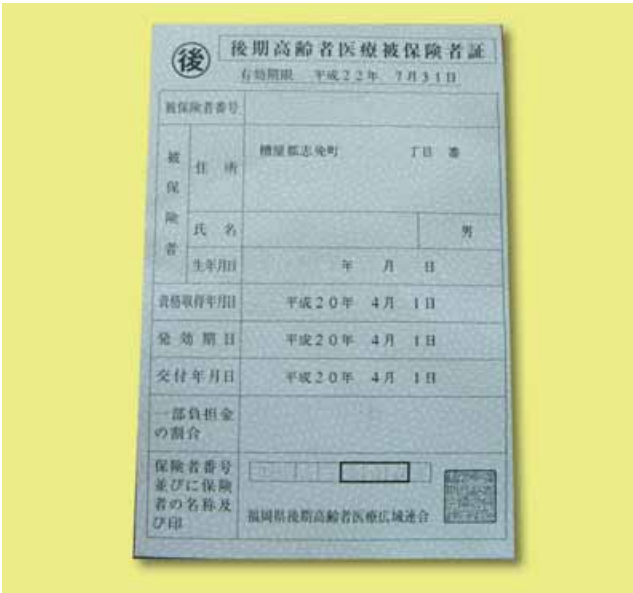 後 後期高齢者医療被保険者証
有効期限 平成22年 7月31日
被保険者番号
被保険者
住所 糟屋郡志免町 丁目 番
氏名 男
生年月日 年 月 日
資格取得年月日 平成20年 4月 1日
発効期日 平成20年 4月 1日
交付年月日 平成20年 4月 1日
一部負担金
の割合
保険者番号
並びに保険
者の名称及
び印
福岡県後期高齢者医療広域連合